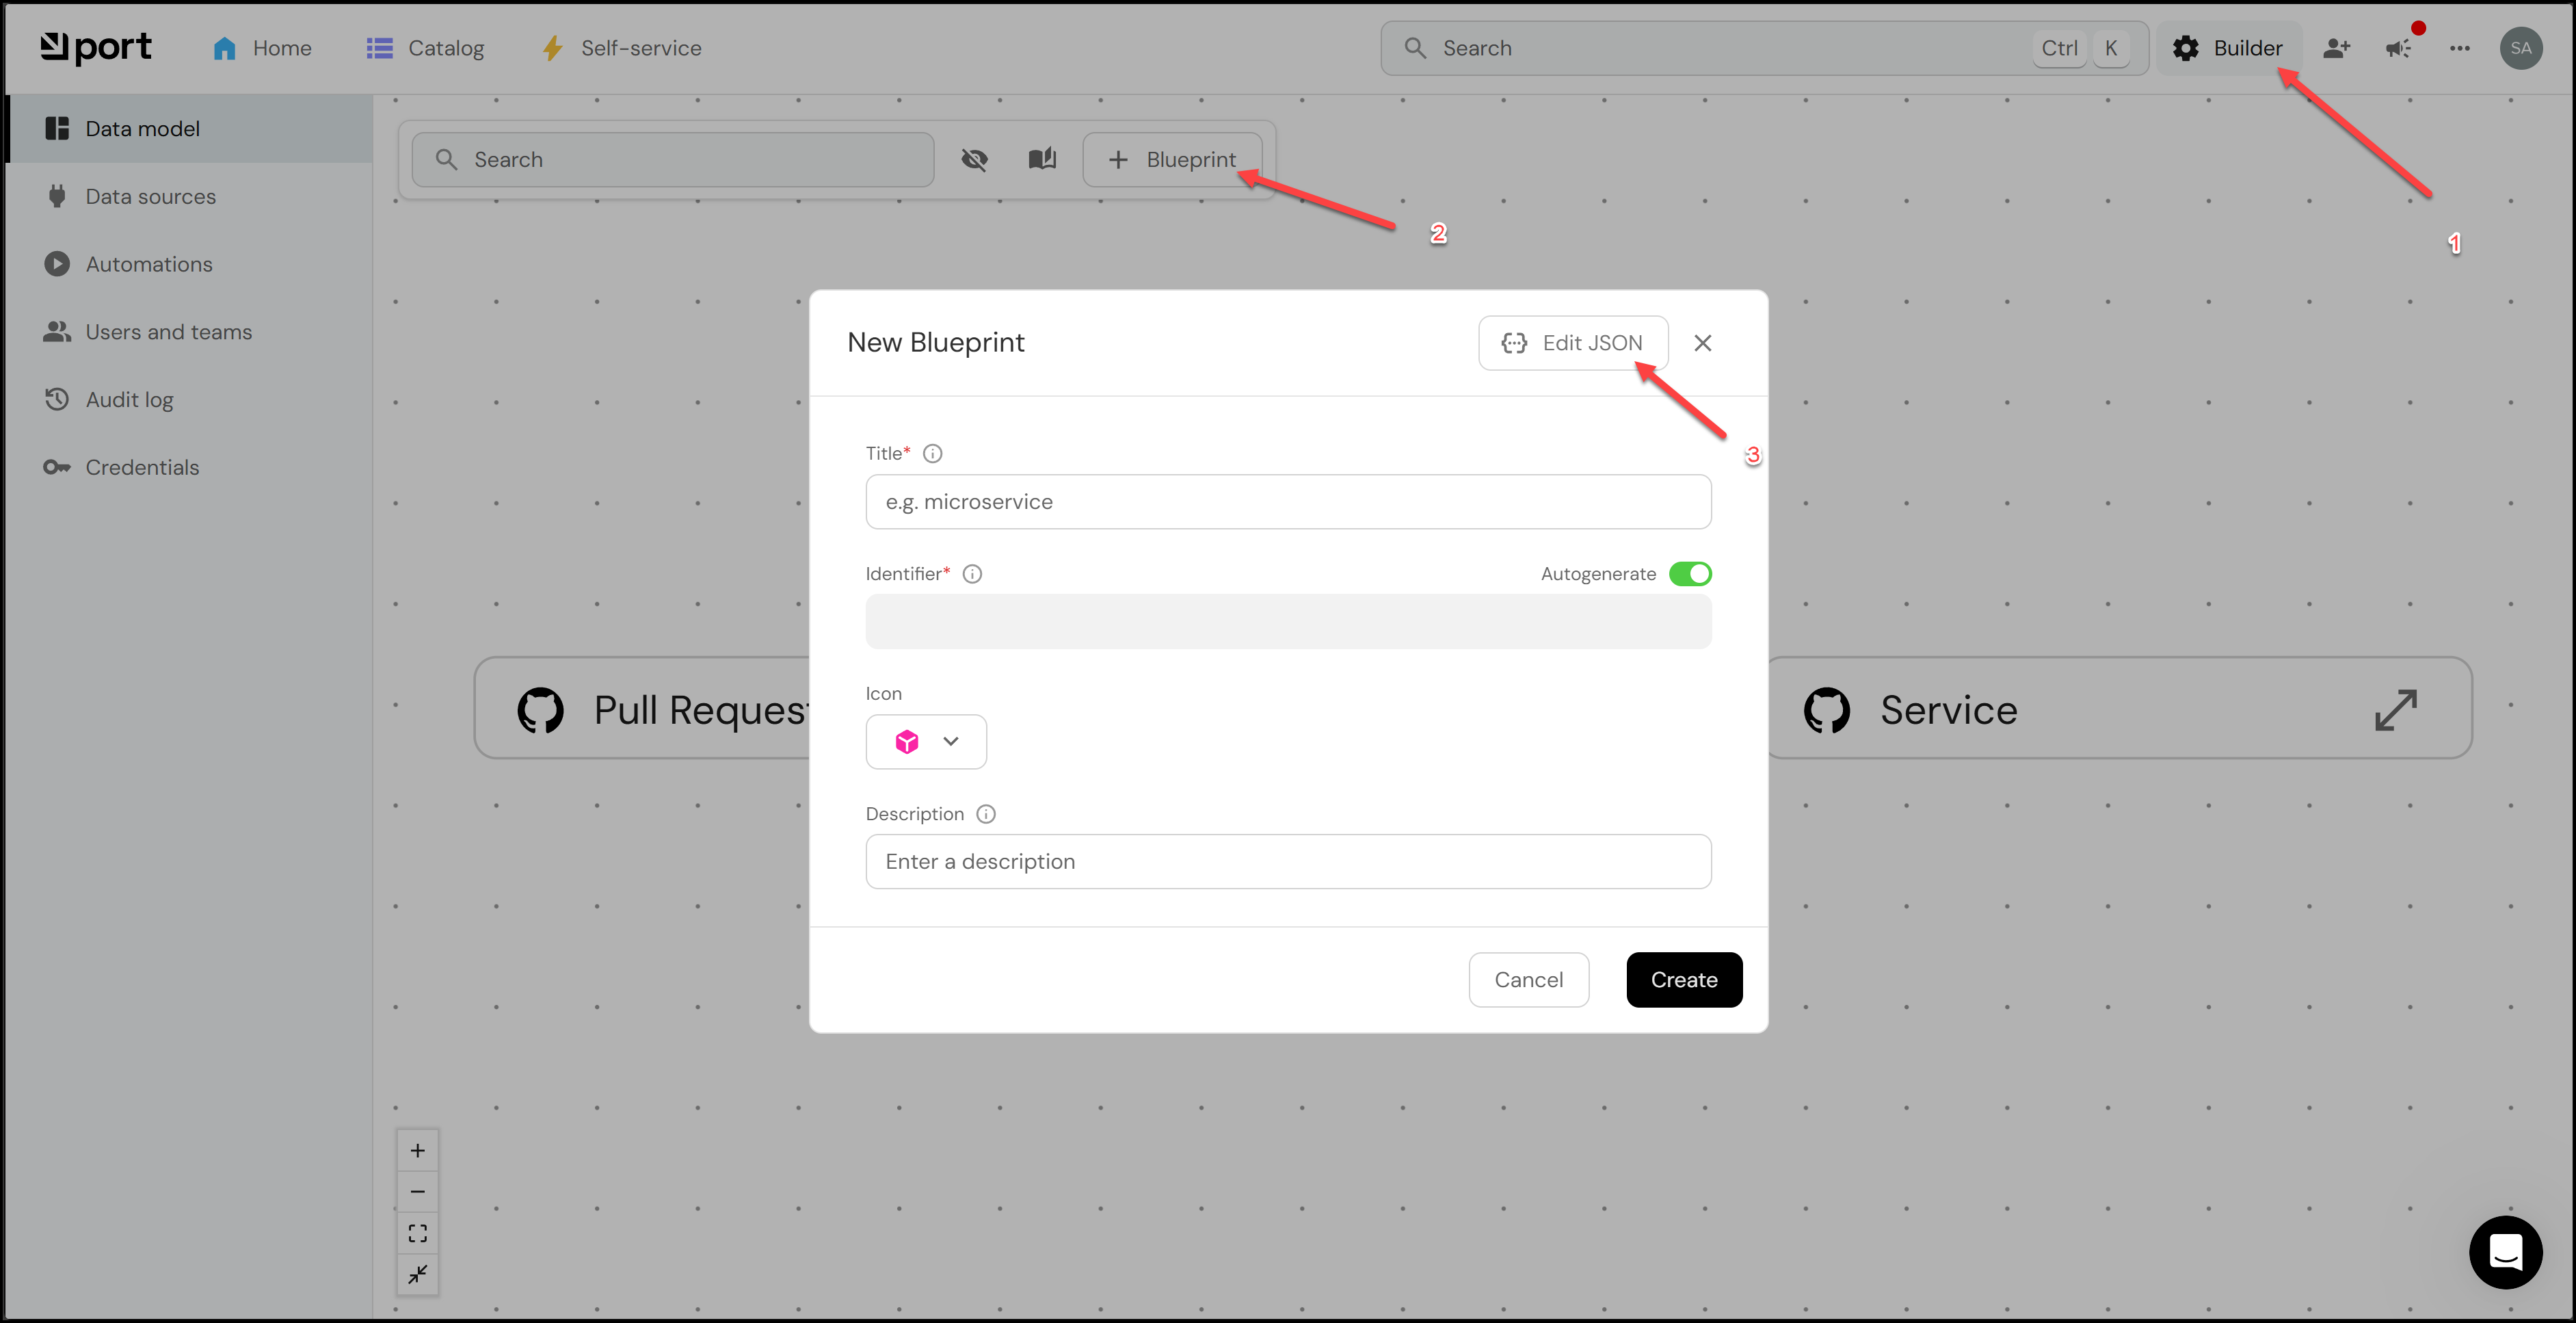 port
Home
Catalog
Self-service
Search
Ctrl
K
Builder
SA
Data model
Data sources
Automations
Users and teams
Audit log
Credentials
Search
+ Blueprint
1
2
New Blueprint
Edit JSON
3
Title*
e.g. microservice
Identifier*
Autogenerate
Icon
Description
Enter a description
Cancel
Create
Pull Request
Service